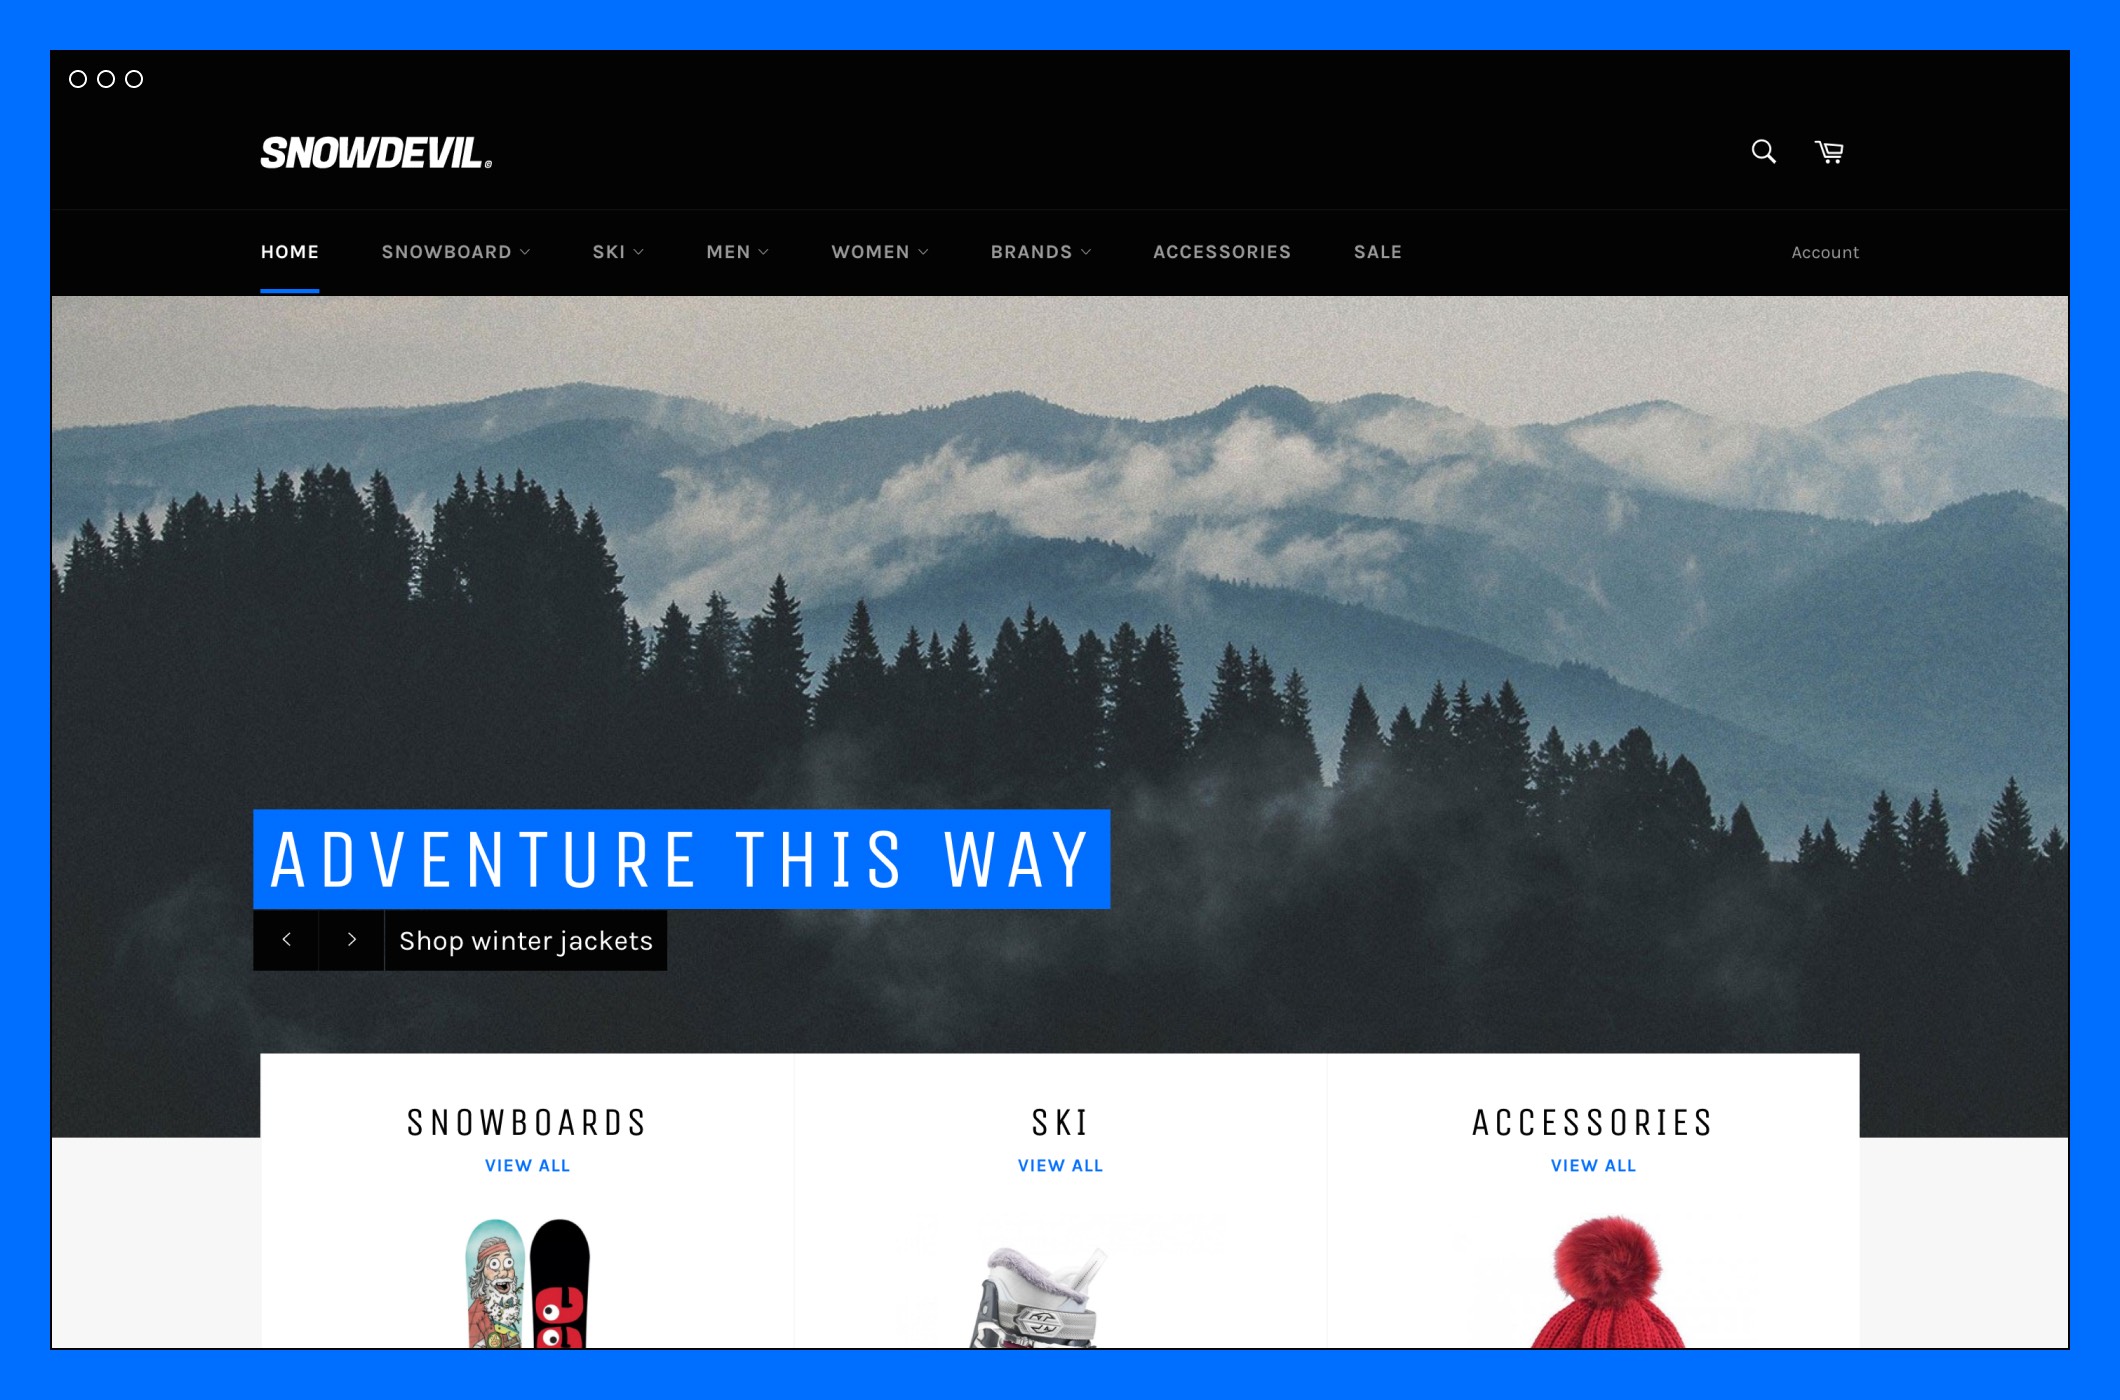 SNOWDEVIL®
HOME SNOWBOARD SKI MEN WOMEN BRANDS ACCESSORIES SALE Account
ADVENTURE THIS WAY
Shop winter jackets
SNOWBOARDS SKI ACCESSORIES
VIEW ALL VIEW ALL VIEW ALL